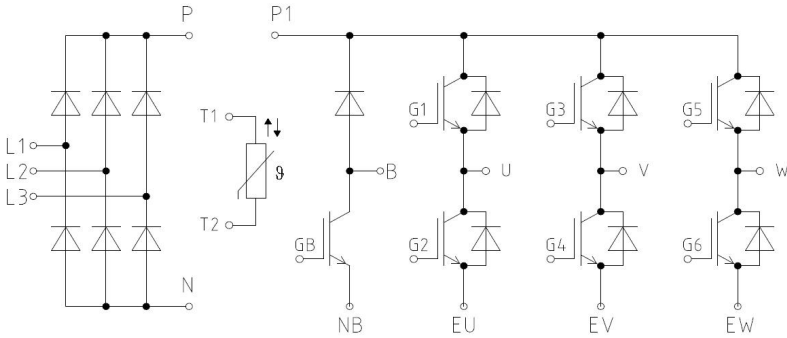 P P1
T1 G1 G3 G5
L1
L2 ϑ B U V W
L3
T2
GB G2 G4 G6
N
NB EU EV EW